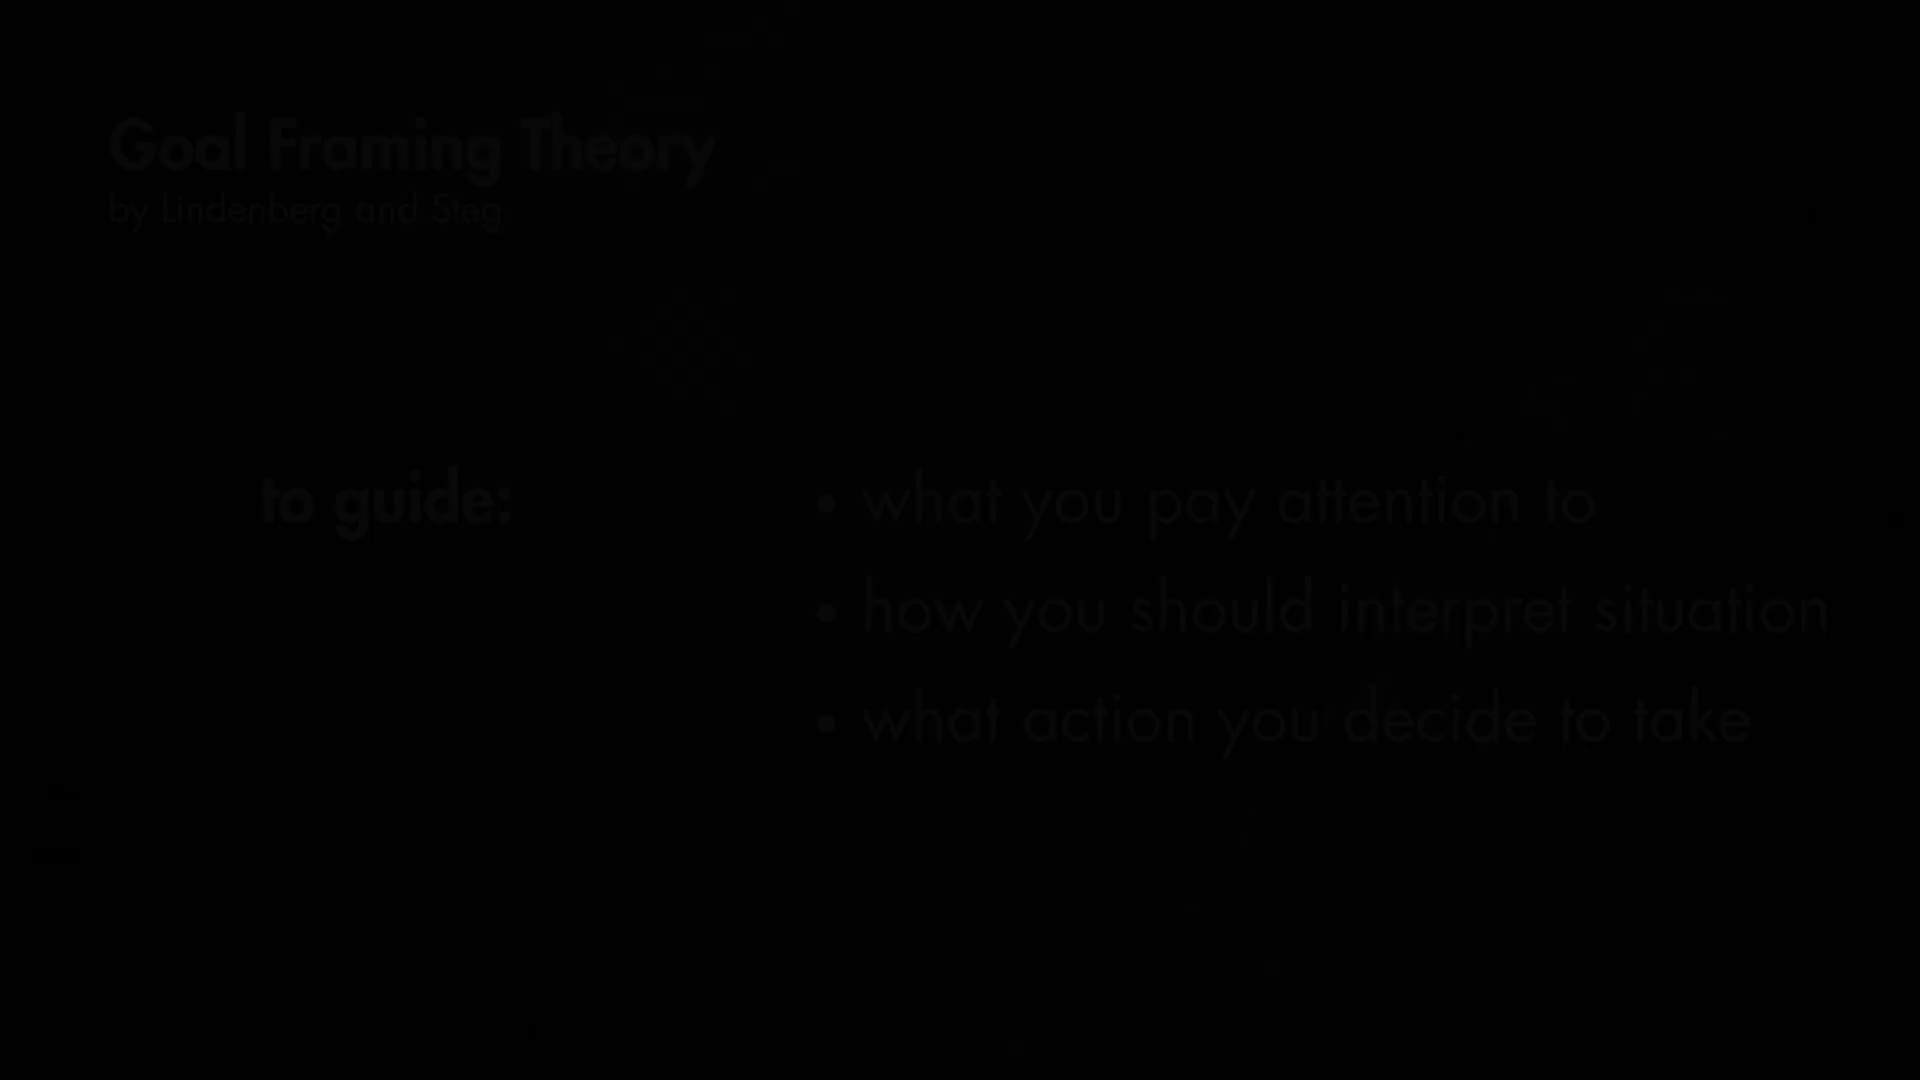 Goal Framing Theory
by Lindenberg and Steg
to guide:
• what you pay attention to
• how you should interpret situation
• what action you decide to take